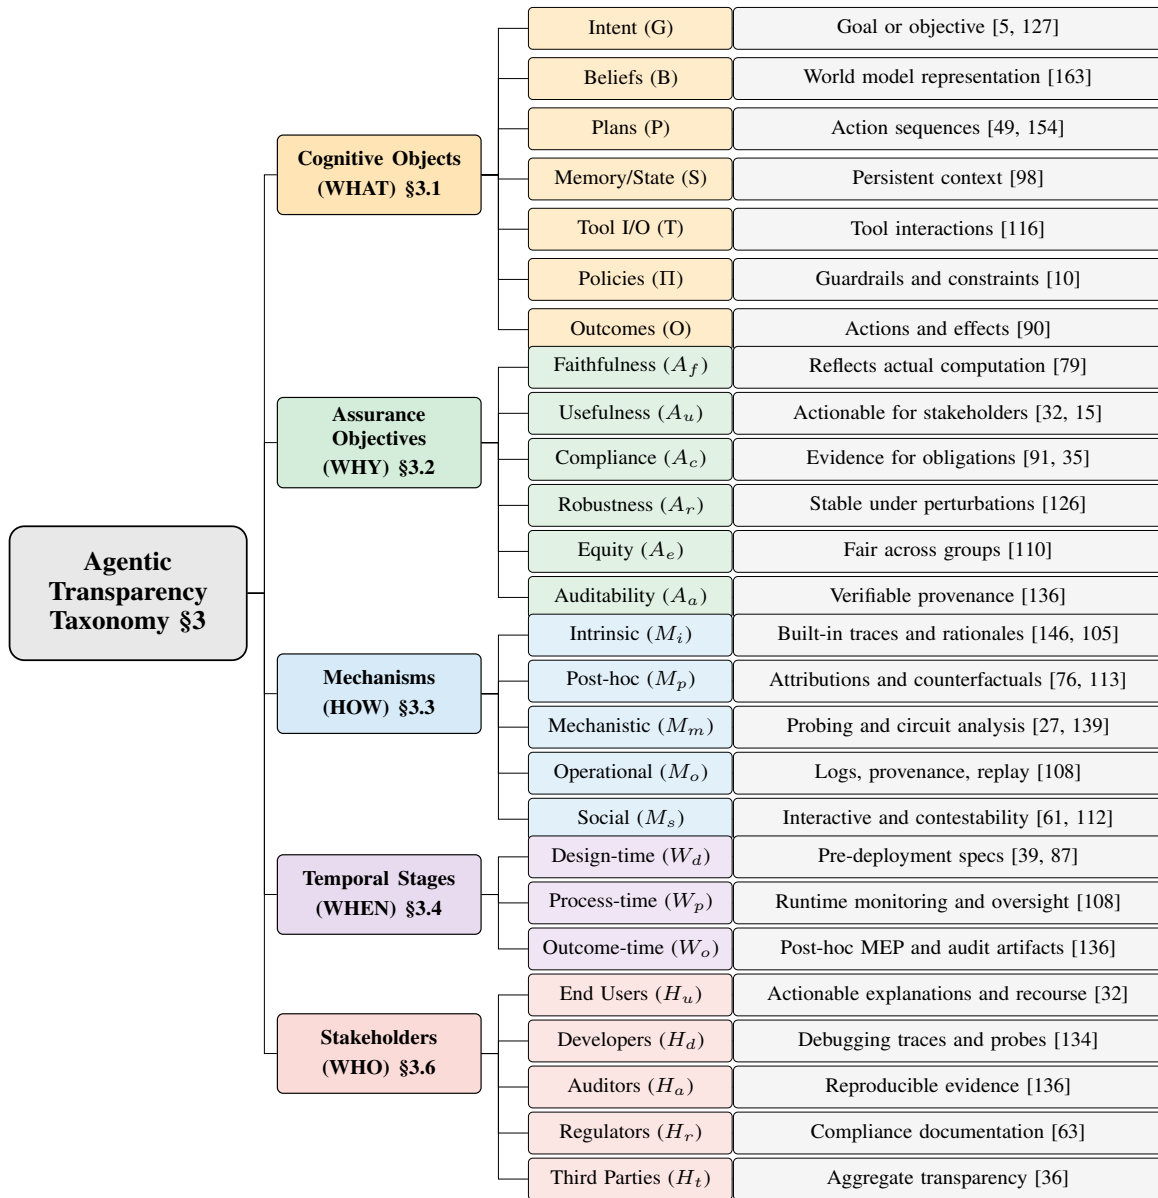 Agentic
Transparency
Taxonomy §3
Cognitive Objects
(WHAT) §3.1
Intent (G)
Goal or objective [5, 127]
Beliefs (B)
World model representation [163]
Plans (P)
Action sequences [49, 154]
Memory/State (S)
Persistent context [98]
Tool I/O (T)
Tool interactions [116]
Policies (Π)
Guardrails and constraints [10]
Outcomes (O)
Actions and effects [90]
Assurance
Objectives
(WHY) §3.2
Faithfulness (A_f)
Reflects actual computation [79]
Usefulness (A_u)
Actionable for stakeholders [32, 15]
Compliance (A_c)
Evidence for obligations [91, 35]
Robustness (A_r)
Stable under perturbations [126]
Equity (A_e)
Fair across groups [110]
Auditability (A_a)
Verifiable provenance [136]
Mechanisms
(HOW) §3.3
Intrinsic (M_i)
Built-in traces and rationales [146, 105]
Post-hoc (M_p)
Attributions and counterfactuals [76, 113]
Mechanistic (M_m)
Probing and circuit analysis [27, 139]
Operational (M_o)
Logs, provenance, replay [108]
Social (M_s)
Interactive and contestability [61, 112]
Temporal Stages
(WHEN) §3.4
Design-time (W_d)
Pre-deployment specs [39, 87]
Process-time (W_p)
Runtime monitoring and oversight [108]
Outcome-time (W_o)
Post-hoc MEP and audit artifacts [136]
Stakeholders
(WHO) §3.6
End Users (H_u)
Actionable explanations and recourse [32]
Developers (H_d)
Debugging traces and probes [134]
Auditors (H_a)
Reproducible evidence [136]
Regulators (H_r)
Compliance documentation [63]
Third Parties (H_t)
Aggregate transparency [36]